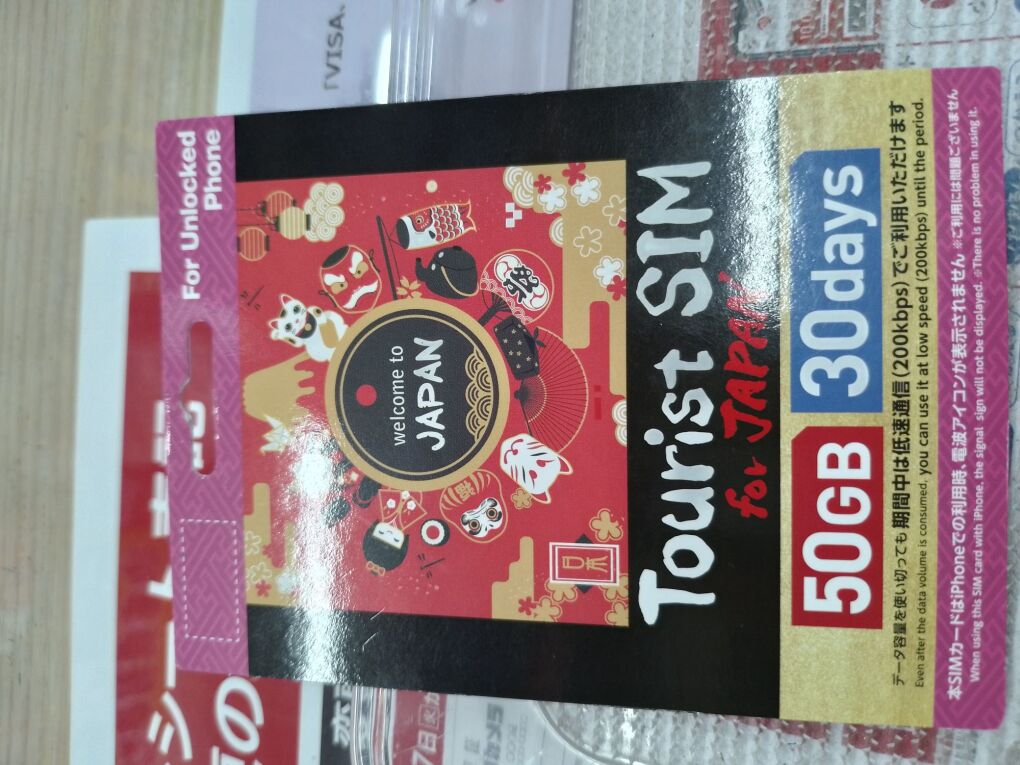 For Unlocked
Phone
welcome to
JAPAN
祭
福
日本
Tourist SIM
for JAPAN
50GB 30days
データ容量を使い切っても期間中は低速通信(200kbps)でご利用いただけます
Even after the data volume is consumed, you can use it at low speed (200kbps) until the period.
本SIMカードはiPhoneでの利用時、電波アイコンが表示されません ※ご利用には問題ございません
When using this SIM card with iPhone, the signal sign will not be displayed. ※There is no problem in using it.
VISA.